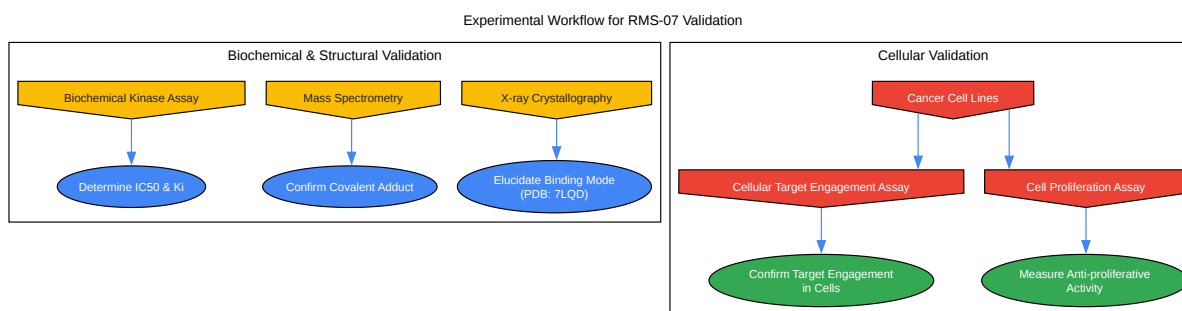 Experimental Workflow for RMS-07 Validation
Biochemical & Structural Validation
Biochemical Kinase Assay
Mass Spectrometry
X-ray Crystallography
Determine IC50 & Ki
Confirm Covalent Adduct
Elucidate Binding Mode
(PDB: 7LQD)
Cellular Validation
Cancer Cell Lines
Cellular Target Engagement Assay
Cell Proliferation Assay
Confirm Target Engagement
in Cells
Measure Anti-proliferative
Activity